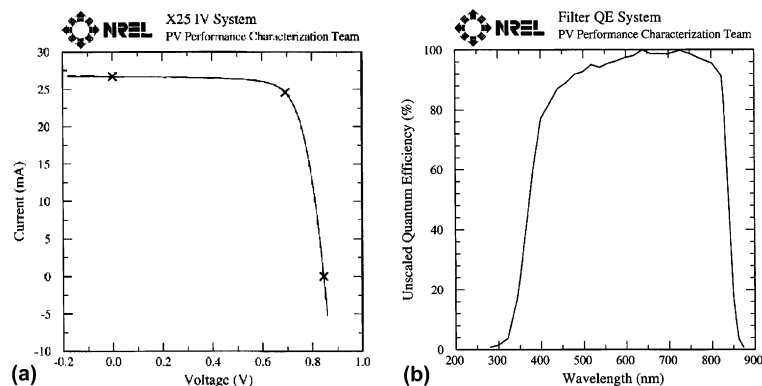 NREL
X25 IV System
PV Performance Characterization Team
30
25
20
15
10
5
0
-5
-10
Current (mA)
-0.2
0.0
0.2
0.4
0.6
0.8
1.0
Voltage (V)
(a)
NREL
Filter QE System
PV Performance Characterization Team
100
80
60
40
20
0
Unscaled Quantum Efficiency (%)
200
300
400
500
600
700
800
900
Wavelength (nm)
(b)